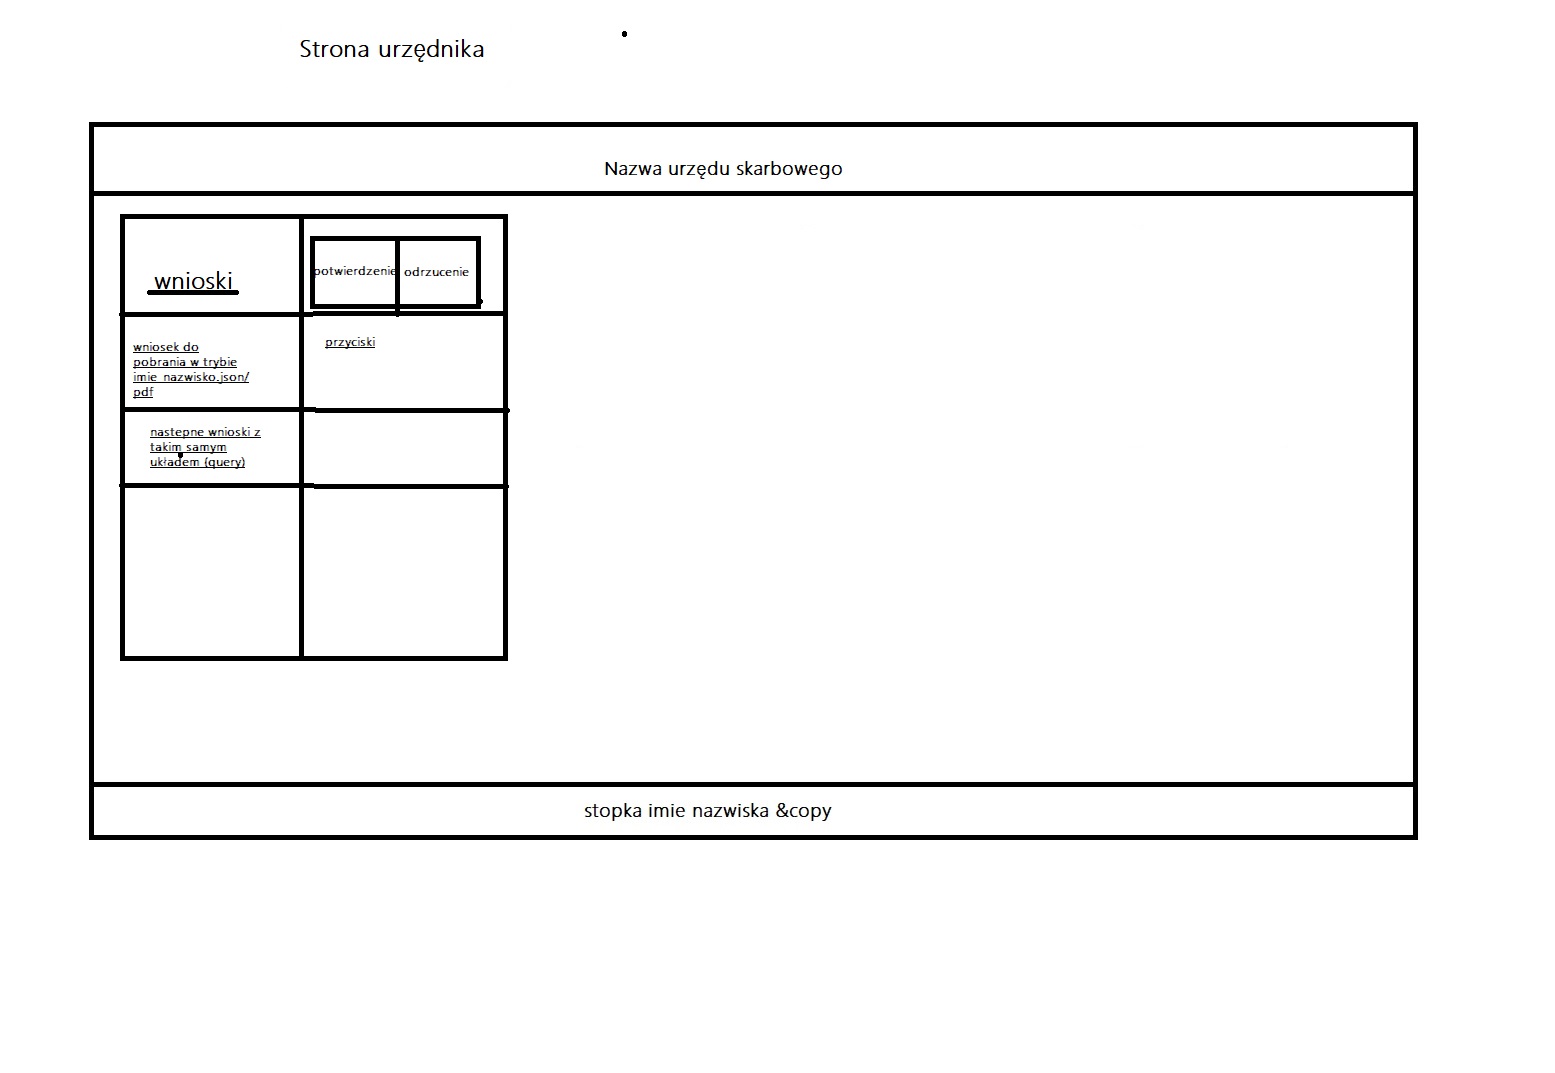 Strona urzędnika
Nazwa urzędu skarbowego
wnioski
potwierdzenie
odrzucenie
wniosek do
pobrania w trybie
imie_nazwisko.json/
pdf
przyciski
nastepne wnioski z
takim samym
układem (query)
stopka imie nazwiska &copy